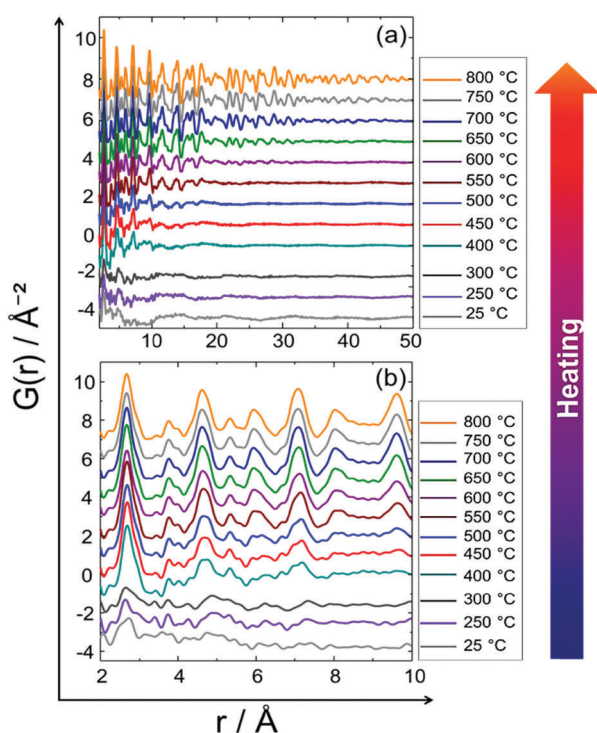 G(r) / Å⁻²
(a)
10
8
6
4
2
0
-2
-4
10
20
30
40
50
800 °C
750 °C
700 °C
650 °C
600 °C
550 °C
500 °C
450 °C
400 °C
300 °C
250 °C
25 °C
Heating
(b)
10
8
6
4
2
0
-2
-4
2
4
6
8
10
800 °C
750 °C
700 °C
650 °C
600 °C
550 °C
500 °C
450 °C
400 °C
300 °C
250 °C
25 °C
r / Å